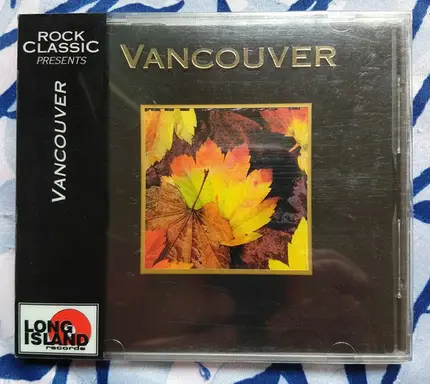 ROCK
CLASSIC
PRESENTS
VANCOUVER
LONG
ISLAND
records
VANCOUVER